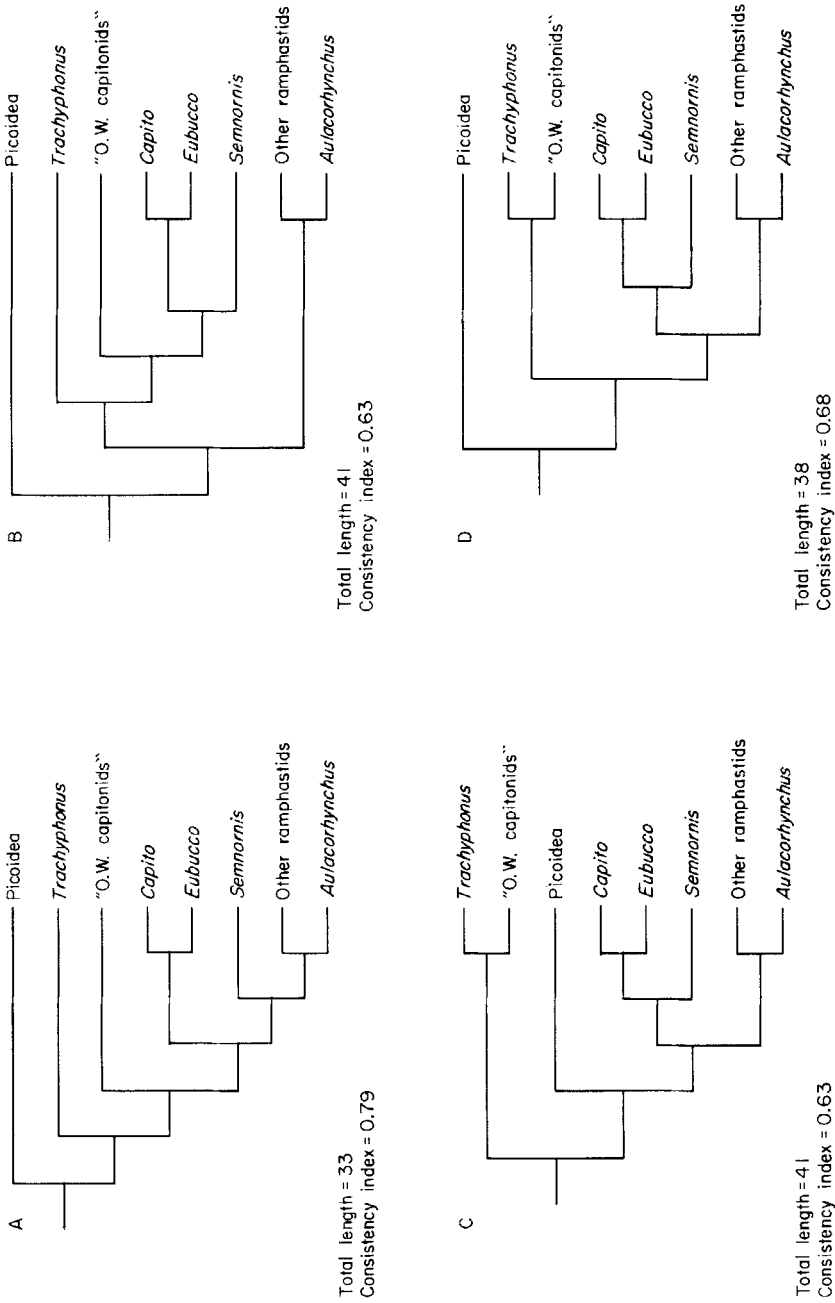 A
Picoidea
Trachyphonus
"O.W. capitonids"
Capito
Eubucco
Semnornis
Other ramphastids
Aulacorhynchus
Total length = 33
Consistency index = 0.79
B
Picoidea
Trachyphonus
"O.W. capitonids"
Capito
Eubucco
Semnornis
Other ramphastids
Aulacorhynchus
Total length = 41
Consistency index = 0.63
C
Trachyphonus
"O.W. capitonids"
Picoidea
Capito
Eubucco
Semnornis
Other ramphastids
Aulacorhynchus
Total length = 41
Consistency index = 0.63
D
Picoidea
Trachyphonus
"O.W. capitonids"
Capito
Eubucco
Semnornis
Other ramphastids
Aulacorhynchus
Total length = 38
Consistency index = 0.68